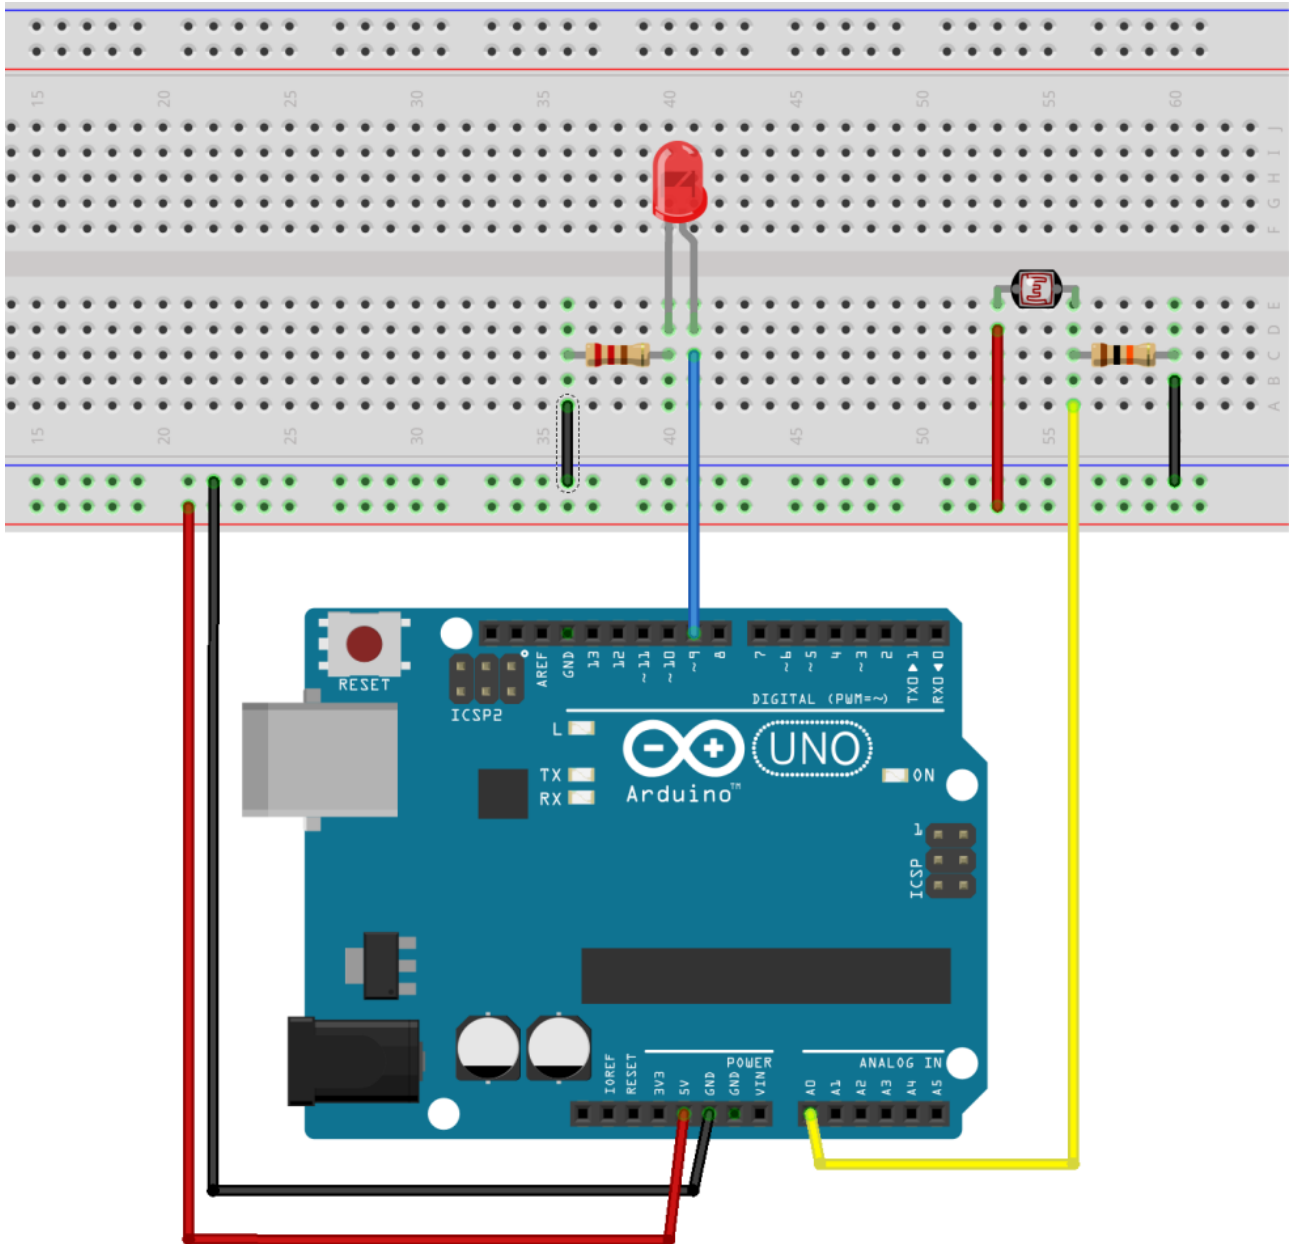 15 20 25 30 35 40 45 50 55 60
J
I
H
G
F
E
D
C
B
A
15 20 25 30 35 40 45 50 55
RESET
ICSP2
AREF
GND
13
12
~11
~10
~9
8
7
~6
~5
4
~3
2
TX0▶1
RX0◀0
DIGITAL (PWM=~)
L
TX
RX
UNO
Arduino™
ON
1
ICSP
POWER
ANALOG IN
IOREF
RESET
3V3
5V
GND
GND
VIN
A0
A1
A2
A3
A4
A5